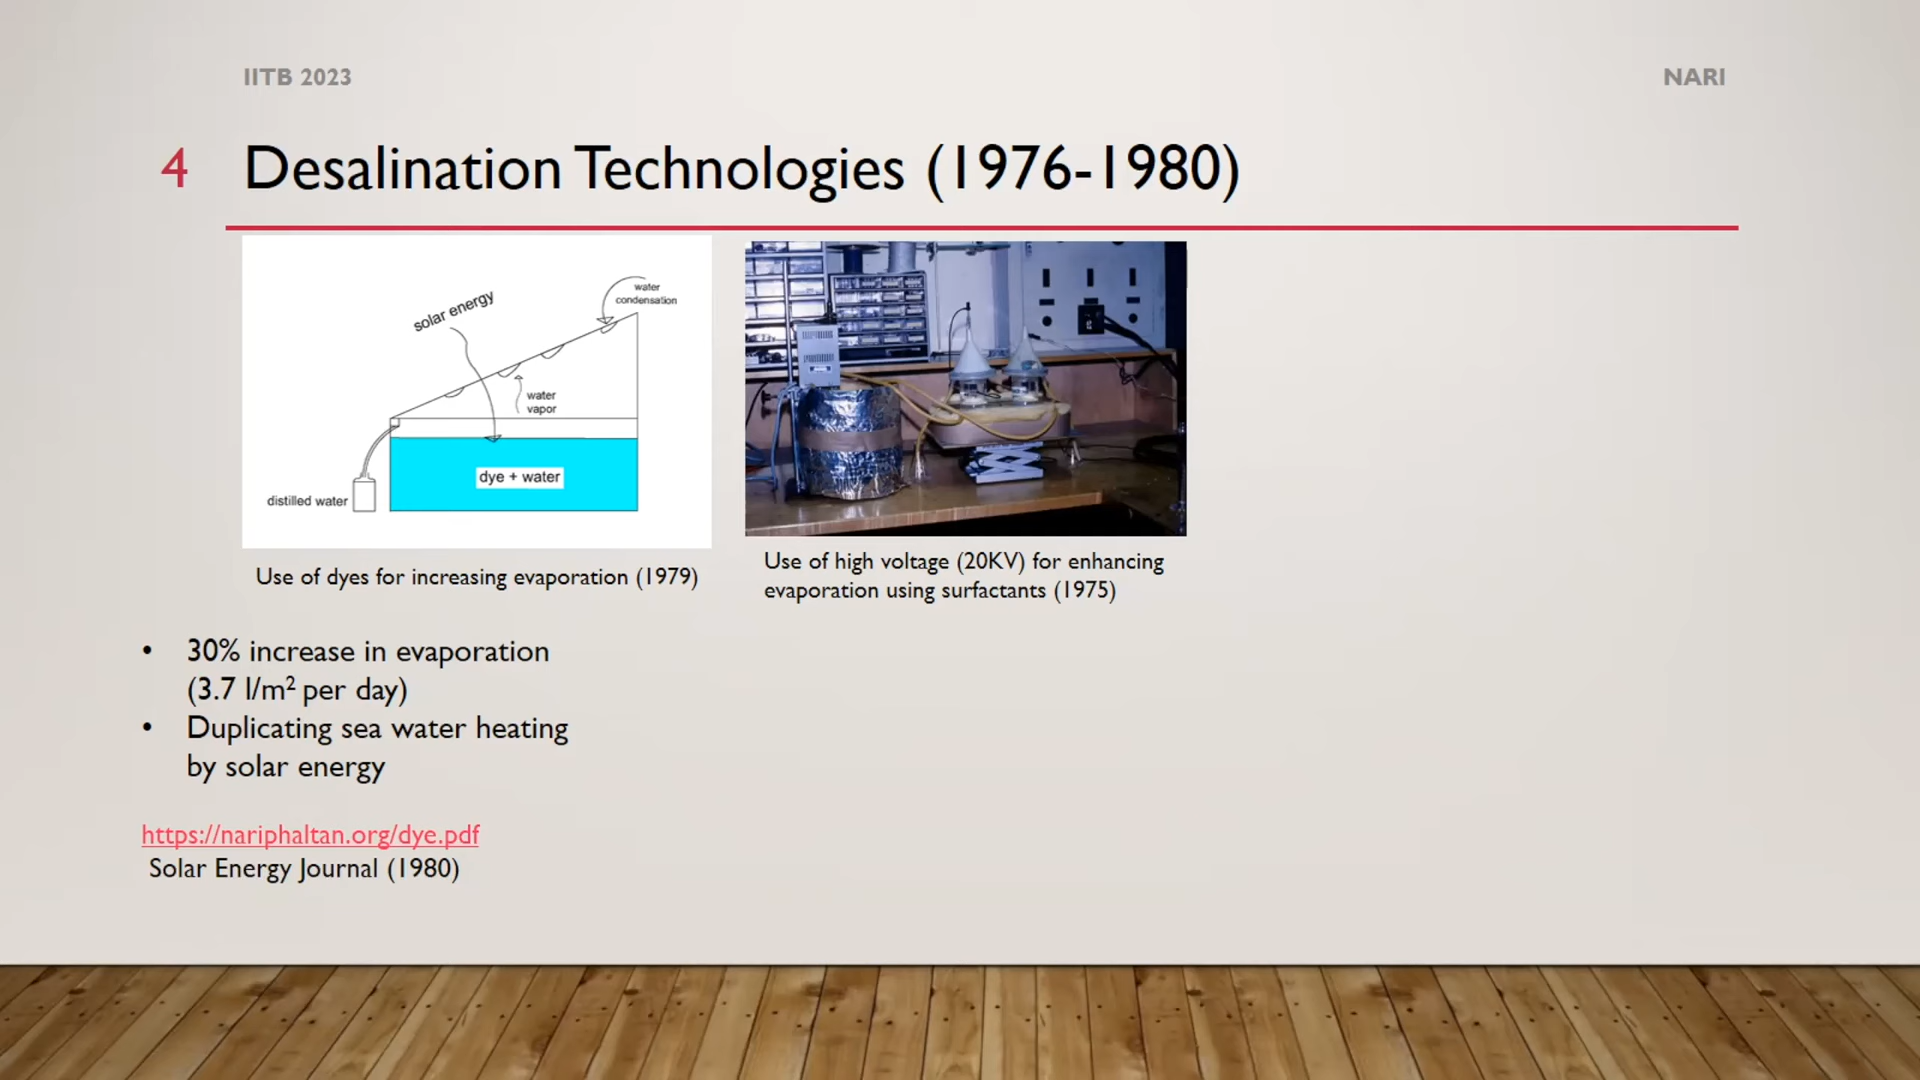 IITB 2023
NARI
4 Desalination Technologies (1976-1980)
solar energy
water
condensation
water
vapor
dye + water
distilled water
Use of dyes for increasing evaporation (1979)
Use of high voltage (20KV) for enhancing
evaporation using surfactants (1975)
• 30% increase in evaporation
(3.7 l/m² per day)
• Duplicating sea water heating
by solar energy
https://nariphaltan.org/dye.pdf
Solar Energy Journal (1980)